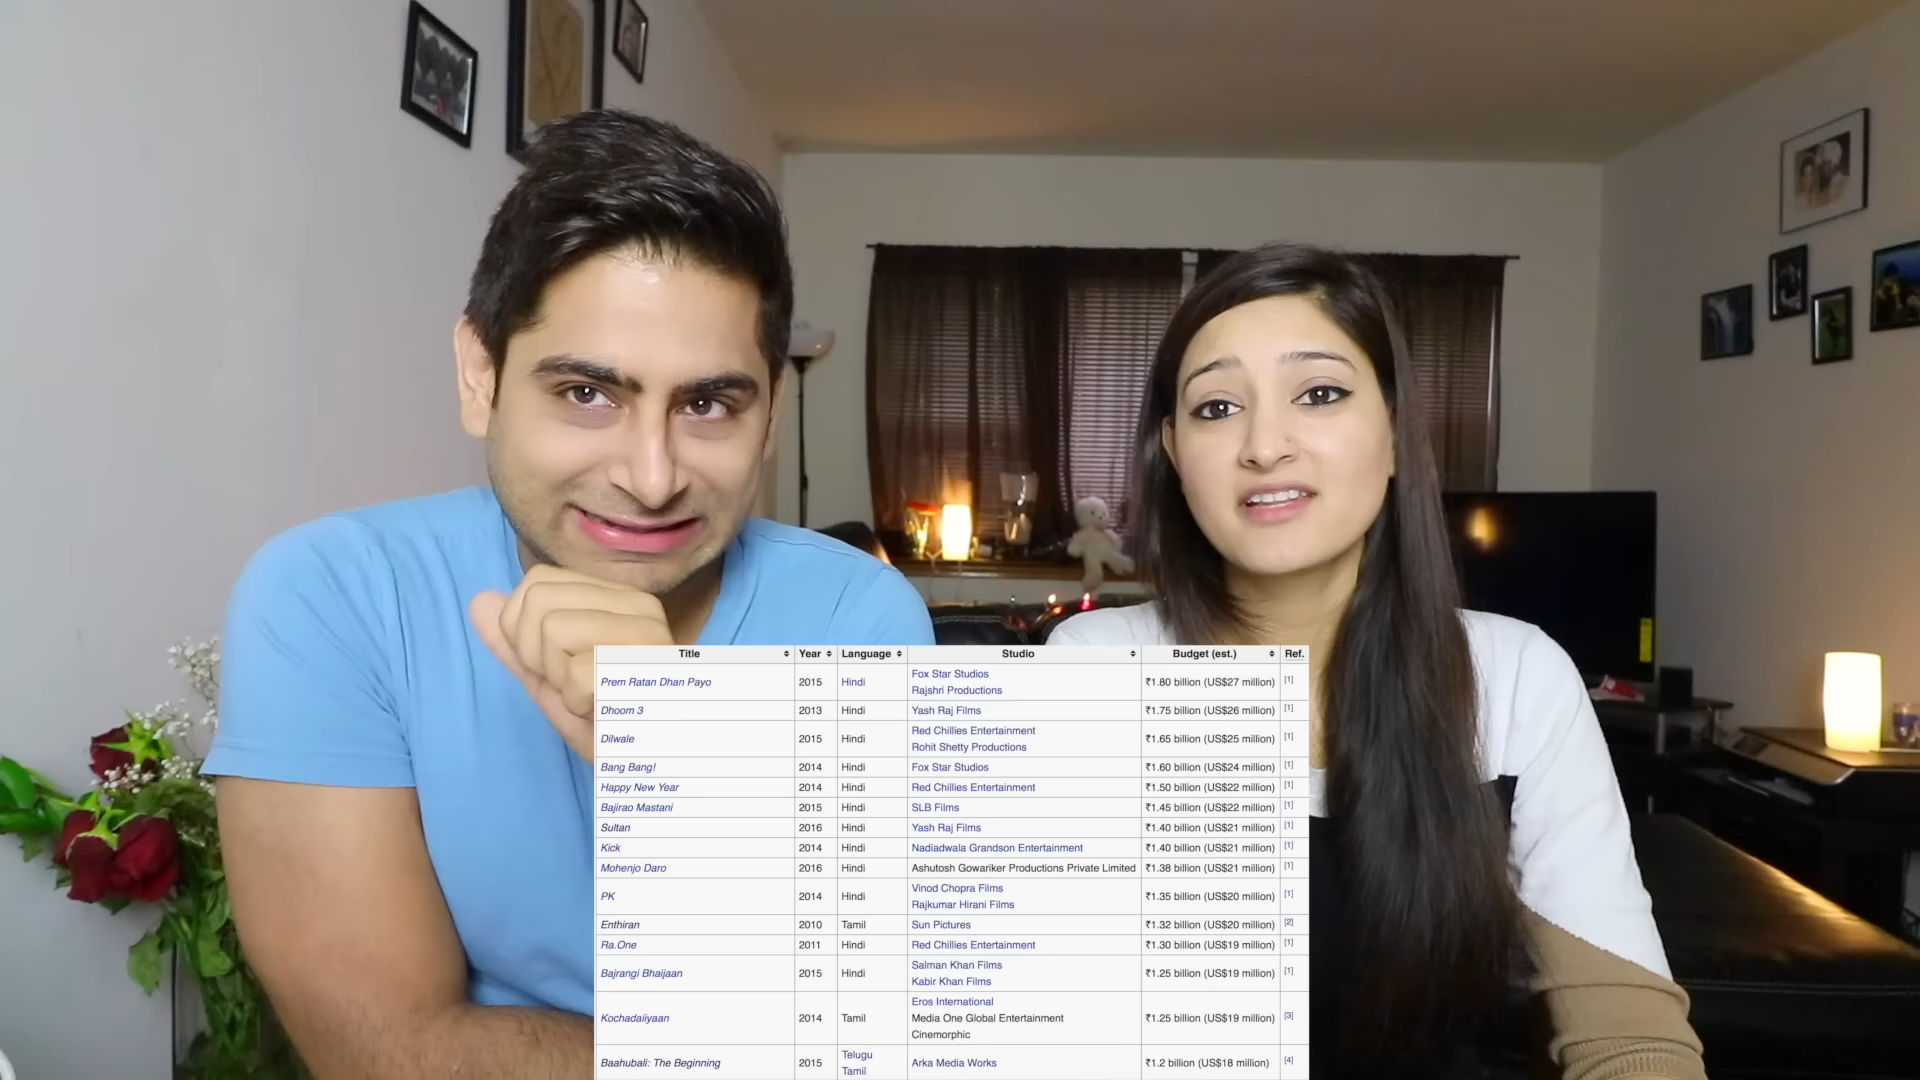 Title Year Language Studio Budget (est.) Ref.
Prem Ratan Dhan Payo 2015 Hindi Fox Star Studios Rajshri Productions ₹1.80 billion (US$27 million) [1]
Dhoom 3 2013 Hindi Yash Raj Films ₹1.75 billion (US$26 million) [1]
Dilwale 2015 Hindi Red Chillies Entertainment Rohit Shetty Productions ₹1.65 billion (US$25 million) [1]
Bang Bang! 2014 Hindi Fox Star Studios ₹1.60 billion (US$24 million) [1]
Happy New Year 2014 Hindi Red Chillies Entertainment ₹1.50 billion (US$22 million) [1]
Bajirao Mastani 2015 Hindi SLB Films ₹1.45 billion (US$22 million) [1]
Sultan 2016 Hindi Yash Raj Films ₹1.40 billion (US$21 million) [1]
Kick 2014 Hindi Nadiadwala Grandson Entertainment ₹1.40 billion (US$21 million) [1]
Mohenjo Daro 2016 Hindi Ashutosh Gowariker Productions Private Limited ₹1.38 billion (US$21 million) [1]
PK 2014 Hindi Vinod Chopra Films Rajkumar Hirani Films ₹1.35 billion (US$20 million) [1]
Enthiran 2010 Tamil Sun Pictures ₹1.32 billion (US$20 million) [2]
Ra.One 2011 Hindi Red Chillies Entertainment ₹1.30 billion (US$19 million) [1]
Bajrangi Bhaijaan 2015 Hindi Salman Khan Films Kabir Khan Films ₹1.25 billion (US$19 million) [1]
Kochadaiiyaan 2014 Tamil Eros International Media One Global Entertainment Cinemorphic ₹1.25 billion (US$19 million) [3]
Baahubali: The Beginning 2015 Telugu Tamil Arka Media Works ₹1.2 billion (US$18 million) [4]